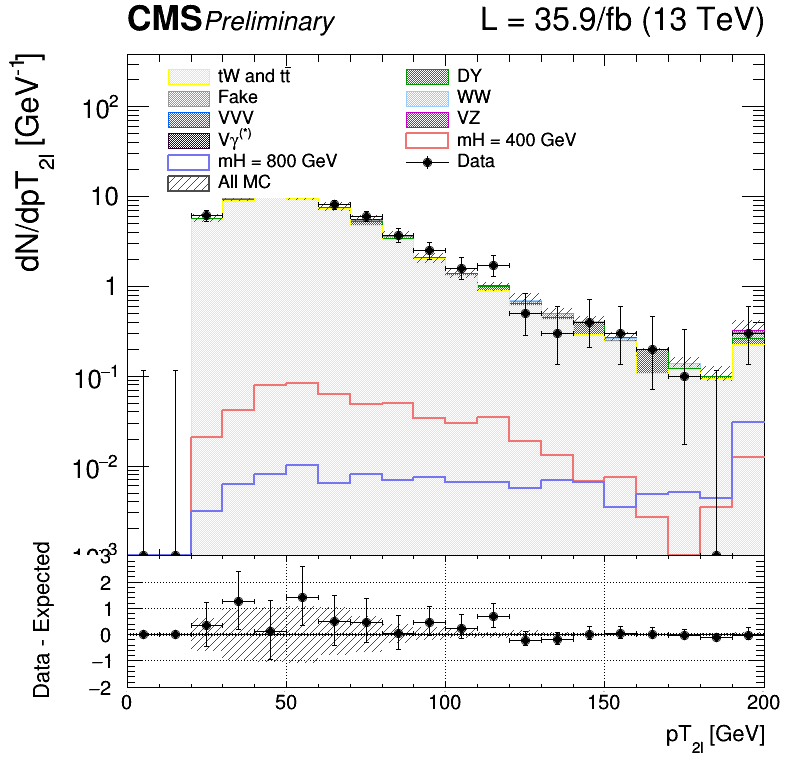 CMS Preliminary L = 35.9/fb (13 TeV)
dN/dpT2l [GeV-1]
tW and tt̄ DY
Fake WW
VVV VZ
Vγ(*) mH = 400 GeV
mH = 800 GeV Data
All MC
10²
10
1
10⁻¹
10⁻²
Data - Expected
3
2
1
0
−1
−2
0 50 100 150 200
pT2l [GeV]